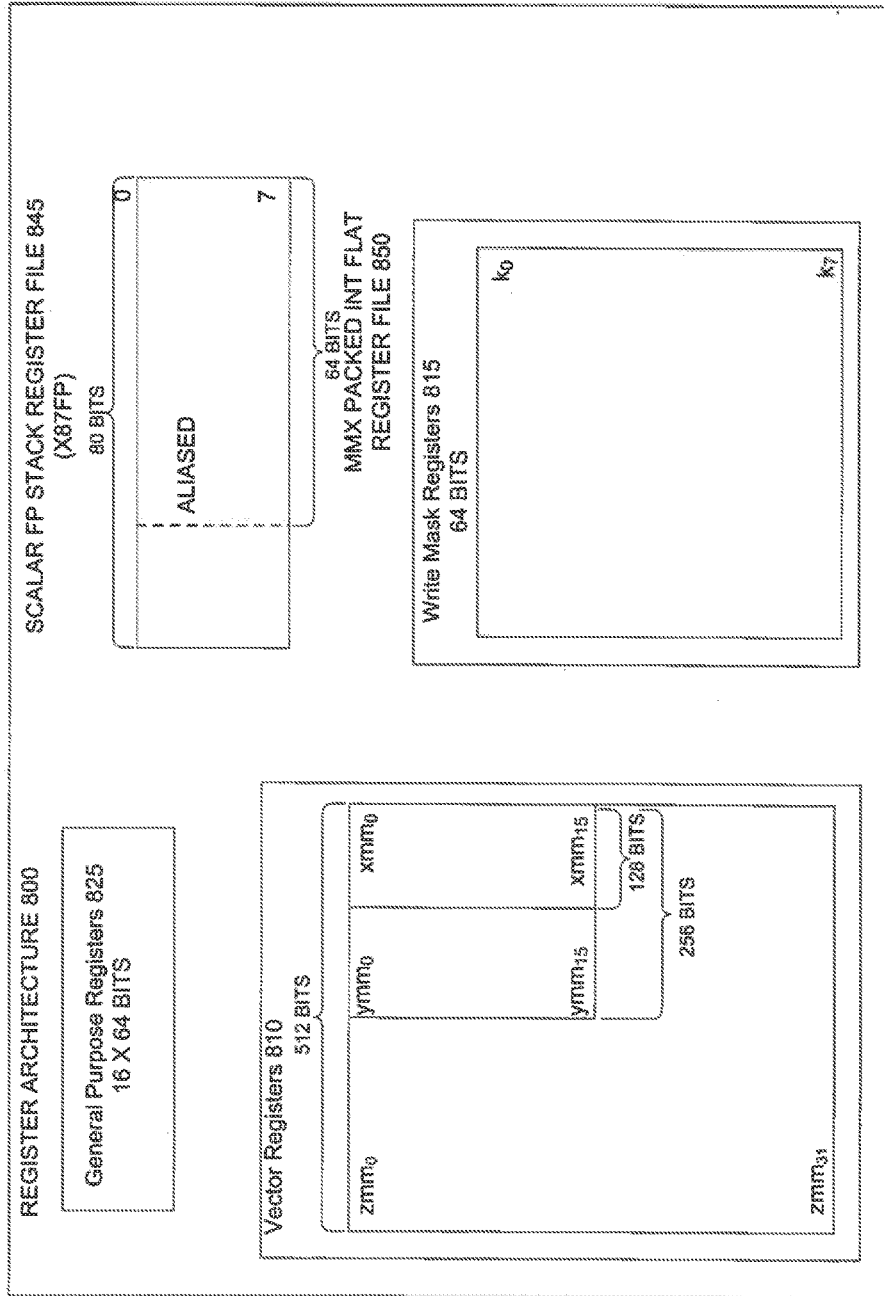 REGISTER ARCHITECTURE 800
General Purpose Registers 825
16 X 64 BITS
Vector Registers 810
512 BITS
zmm0
ymm0
xmm0
ymm15
xmm15
128 BITS
256 BITS
zmm31
SCALAR FP STACK REGISTER FILE 845
(X87FP)
80 BITS
0
ALIASED
7
64 BITS
MMX PACKED INT FLAT
REGISTER FILE 850
Write Mask Registers 815
64 BITS
k0
k7